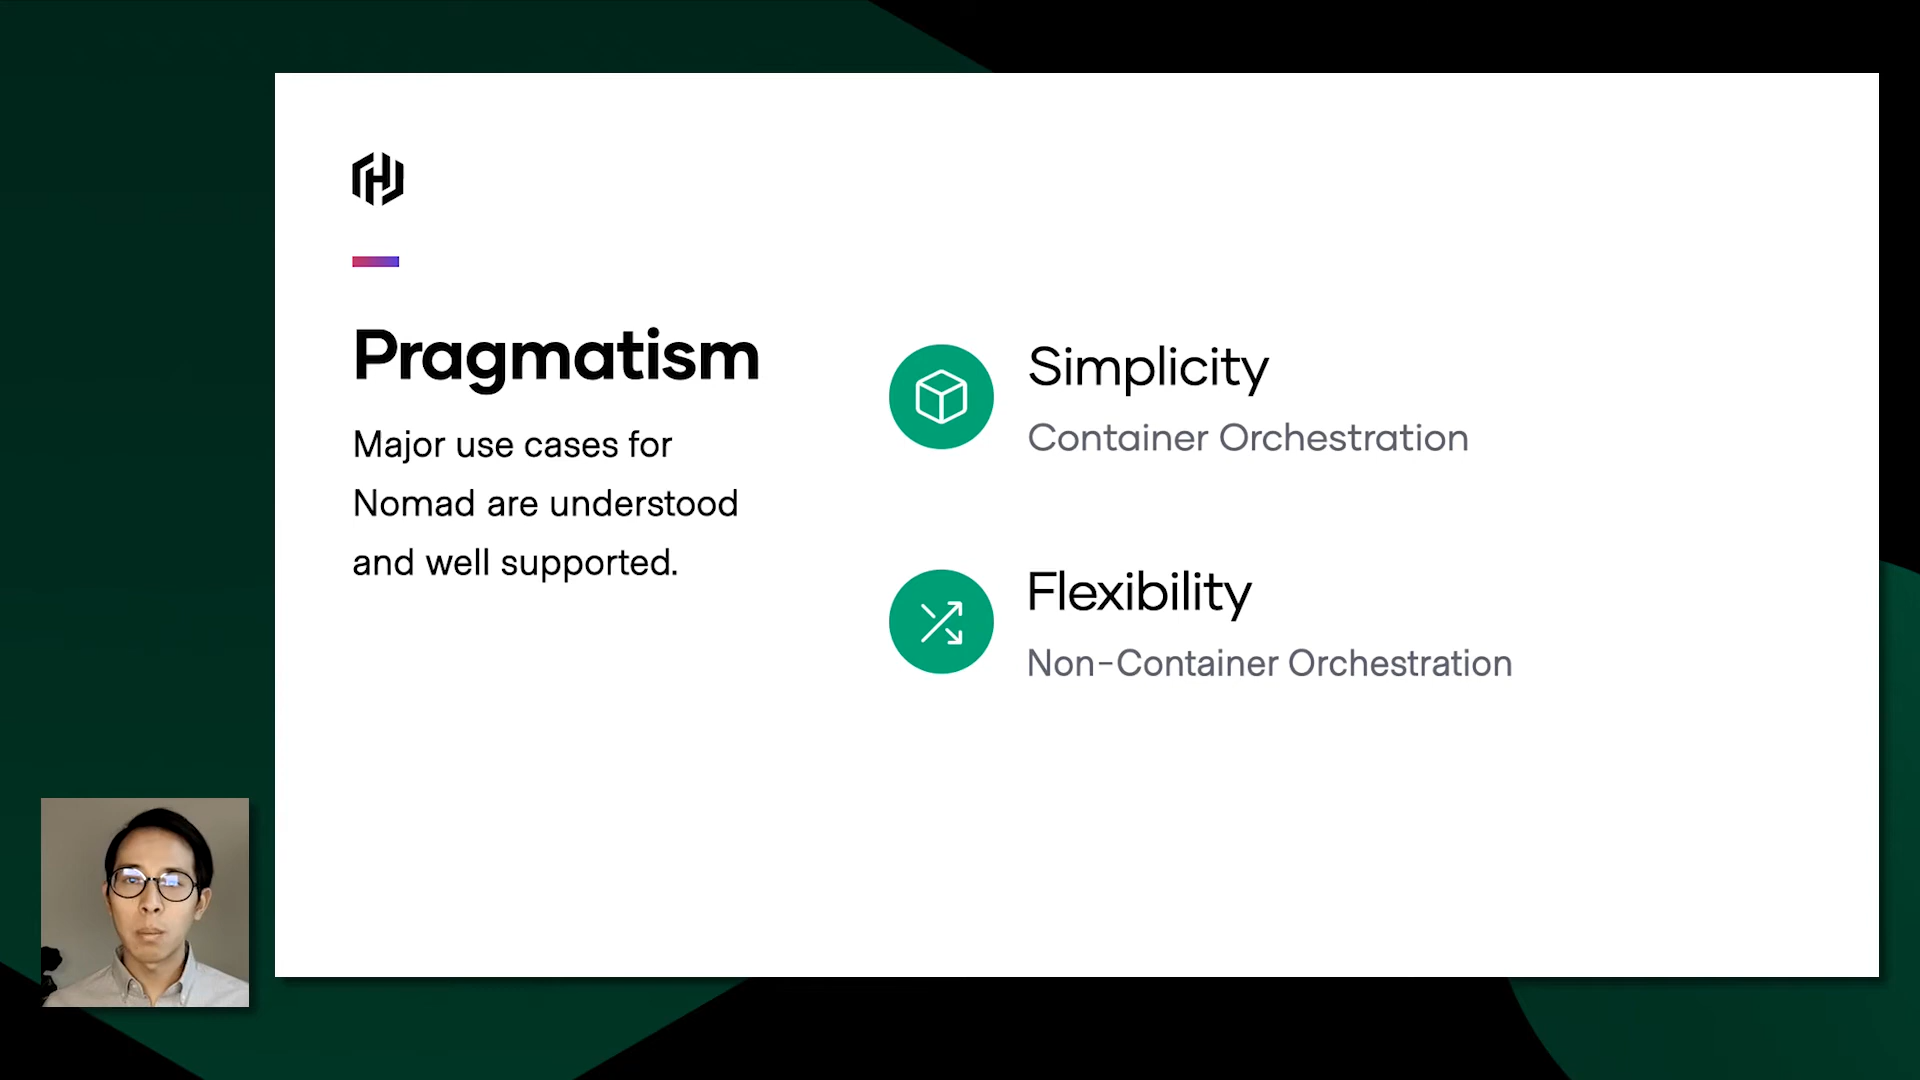 Pragmatism
Major use cases for
Nomad are understood
and well supported.
Simplicity
Container Orchestration
Flexibility
Non-Container Orchestration